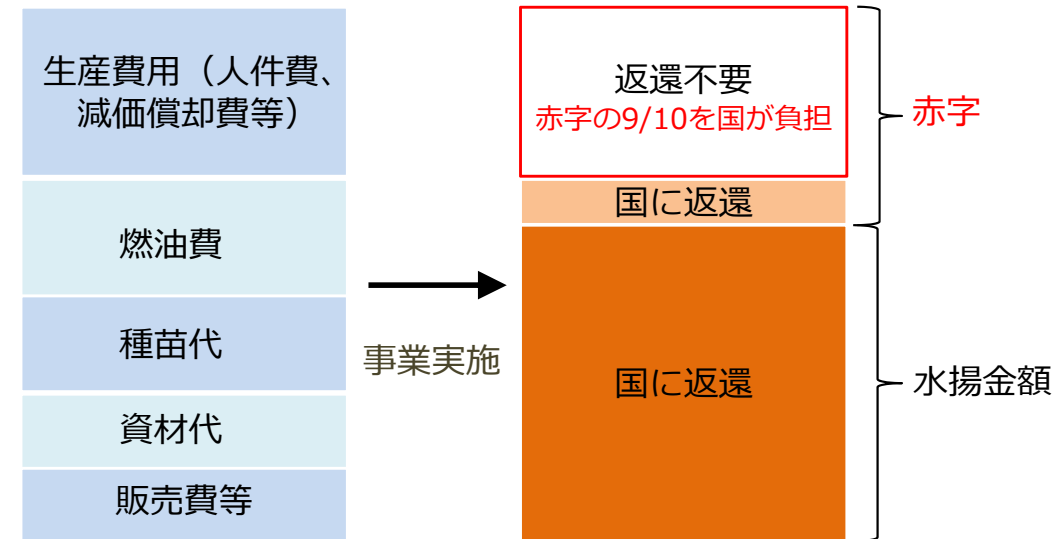 生産費用（人件費、
減価償却費等）
燃油費
種苗代
資材代
販売費等
事業実施
返還不要
赤字の9/10を国が負担
国に返還
国に返還
赤字
水揚金額